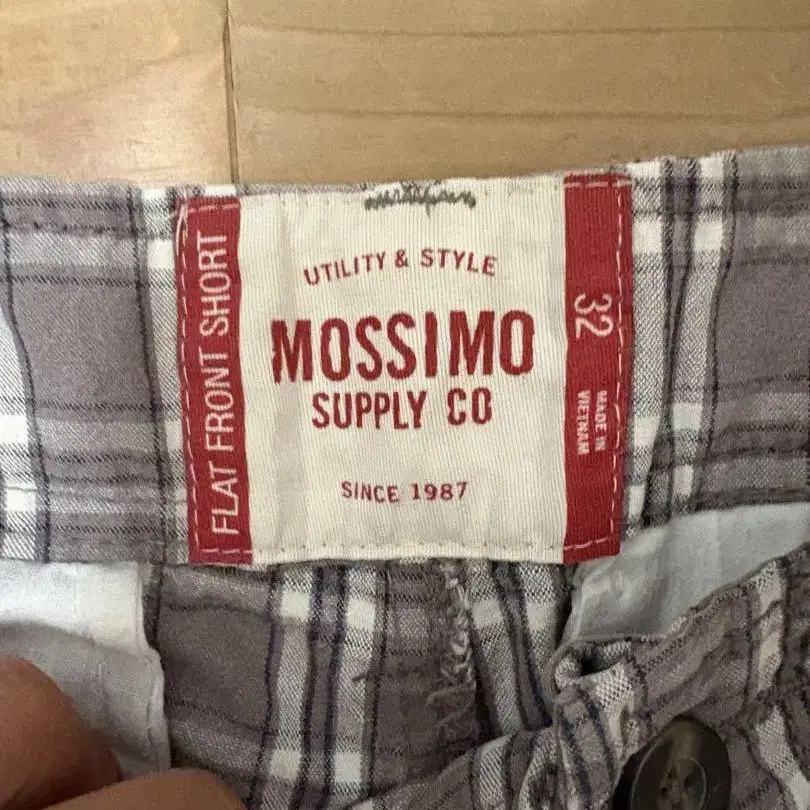 FLAT FRONT SHORT
UTILITY & STYLE
MOSSIMO
SUPPLY CO
SINCE 1987
32
MADE IN
VIETNAM